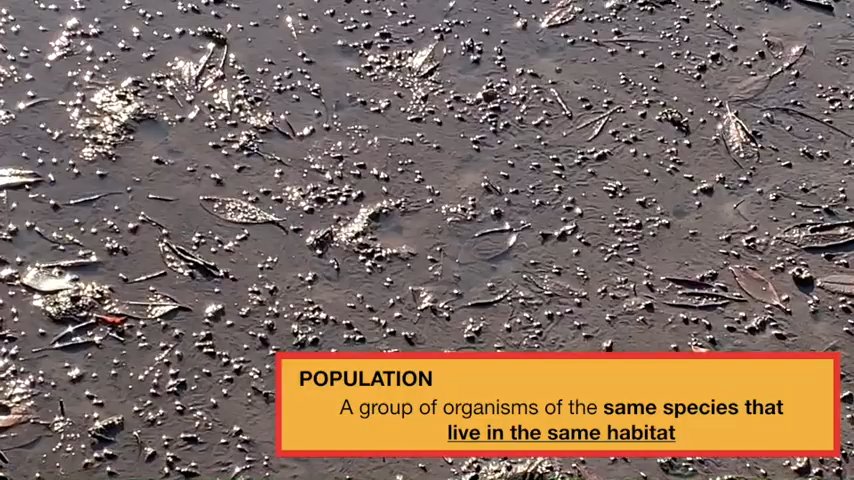 POPULATION
A group of organisms of the same species that
live in the same habitat